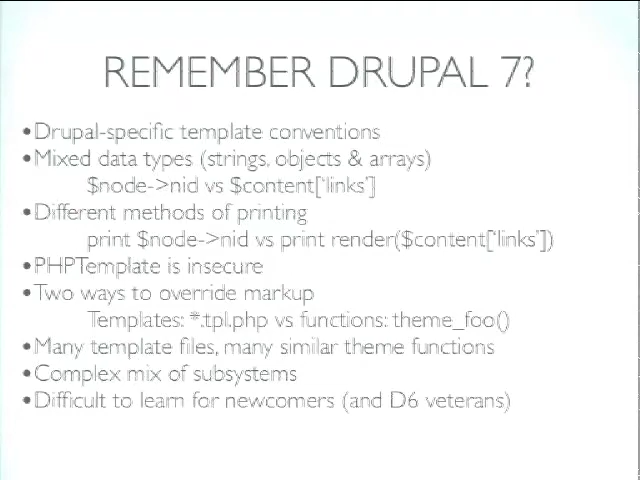 REMEMBER DRUPAL 7?
•Drupal-specific template conventions
•Mixed data types (strings, objects & arrays)
$node->nid vs $content['links']
•Different methods of printing
print $node->nid vs print render($content['links'])
•PHPTemplate is insecure
•Two ways to override markup
Templates: *.tpl.php vs functions: theme_foo()
•Many template files, many similar theme functions
•Complex mix of subsystems
•Difficult to learn for newcomers (and D6 veterans)